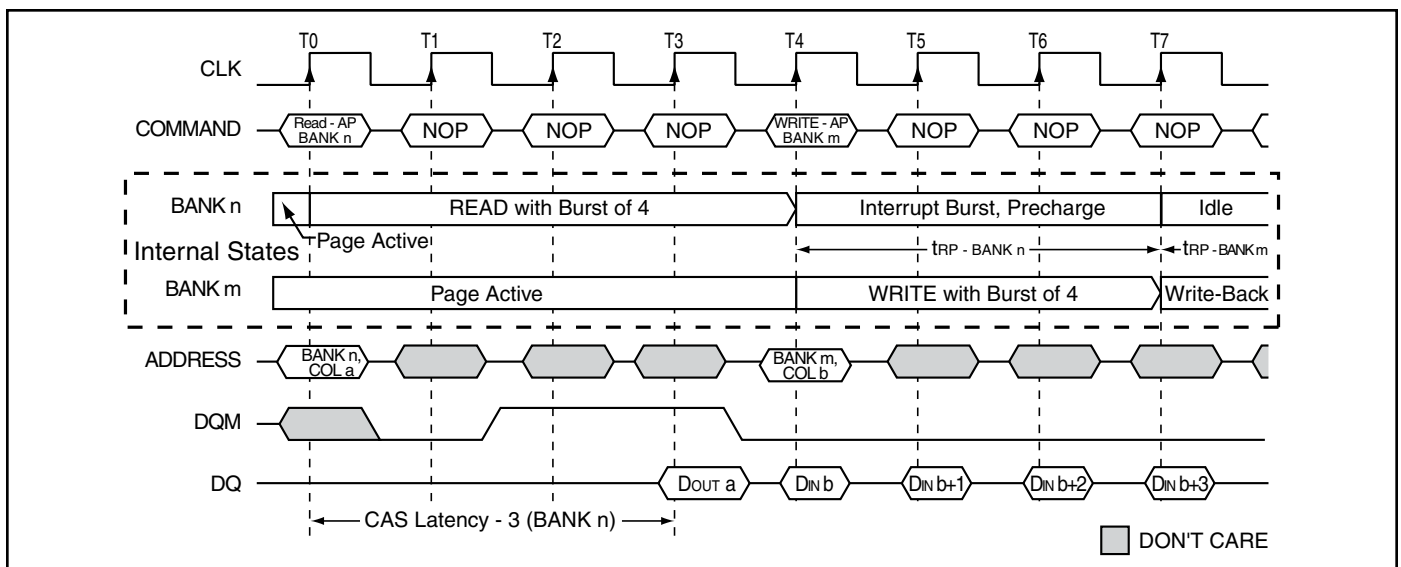 T0 T1 T2 T3 T4 T5 T6 T7
CLK
COMMAND Read - AP NOP NOP NOP WRITE - AP NOP NOP NOP
BANK n BANK m
BANK n READ with Burst of 4 Interrupt Burst, Precharge Idle
Page Active tRP - BANK n tRP - BANK m
Internal States
BANK m Page Active WRITE with Burst of 4 Write-Back
ADDRESS BANK n, BANK m,
COL a COL b
DQM
DQ DOUT a DIN b DIN b+1 DIN b+2 DIN b+3
CAS Latency - 3 (BANK n)
DON'T CARE